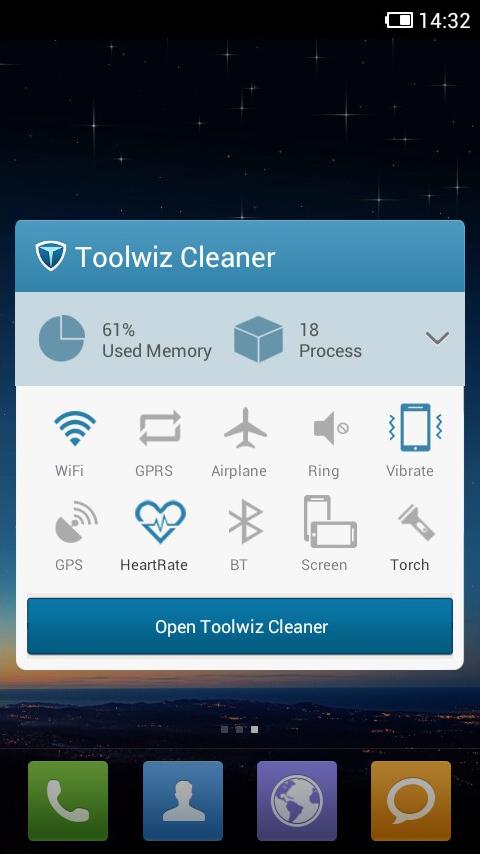 14:32
Toolwiz Cleaner
61%
Used Memory
18
Process
WiFi
GPRS
Airplane
Ring
Vibrate
GPS
HeartRate
BT
Screen
Torch
Open Toolwiz Cleaner